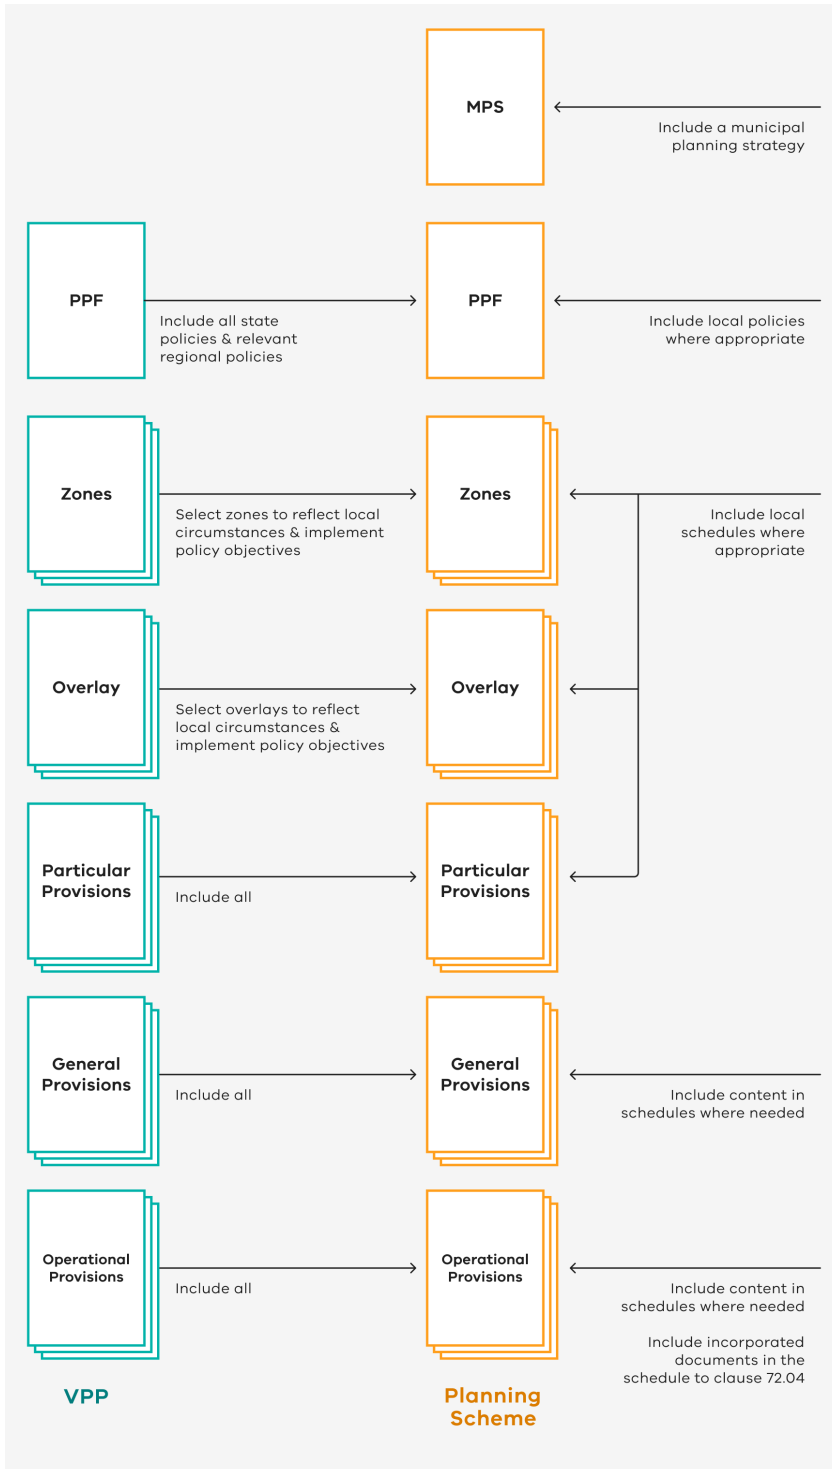 MPS
Include a municipal
planning strategy
PPF
Include all state
policies & relevant
regional policies
PPF
Include local policies
where appropriate
Zones
Select zones to reflect local
circumstances & implement
policy objectives
Zones
Include local
schedules where
appropriate
Overlay
Select overlays to reflect
local circumstances &
implement policy objectives
Overlay
Particular
Provisions
Include all
Particular
Provisions
General
Provisions
Include all
General
Provisions
Include content in
schedules where needed
Operational
Provisions
Include all
Operational
Provisions
Include content in
schedules where needed
Include incorporated
documents in the
schedule to clause 72.04
VPP
Planning
Scheme